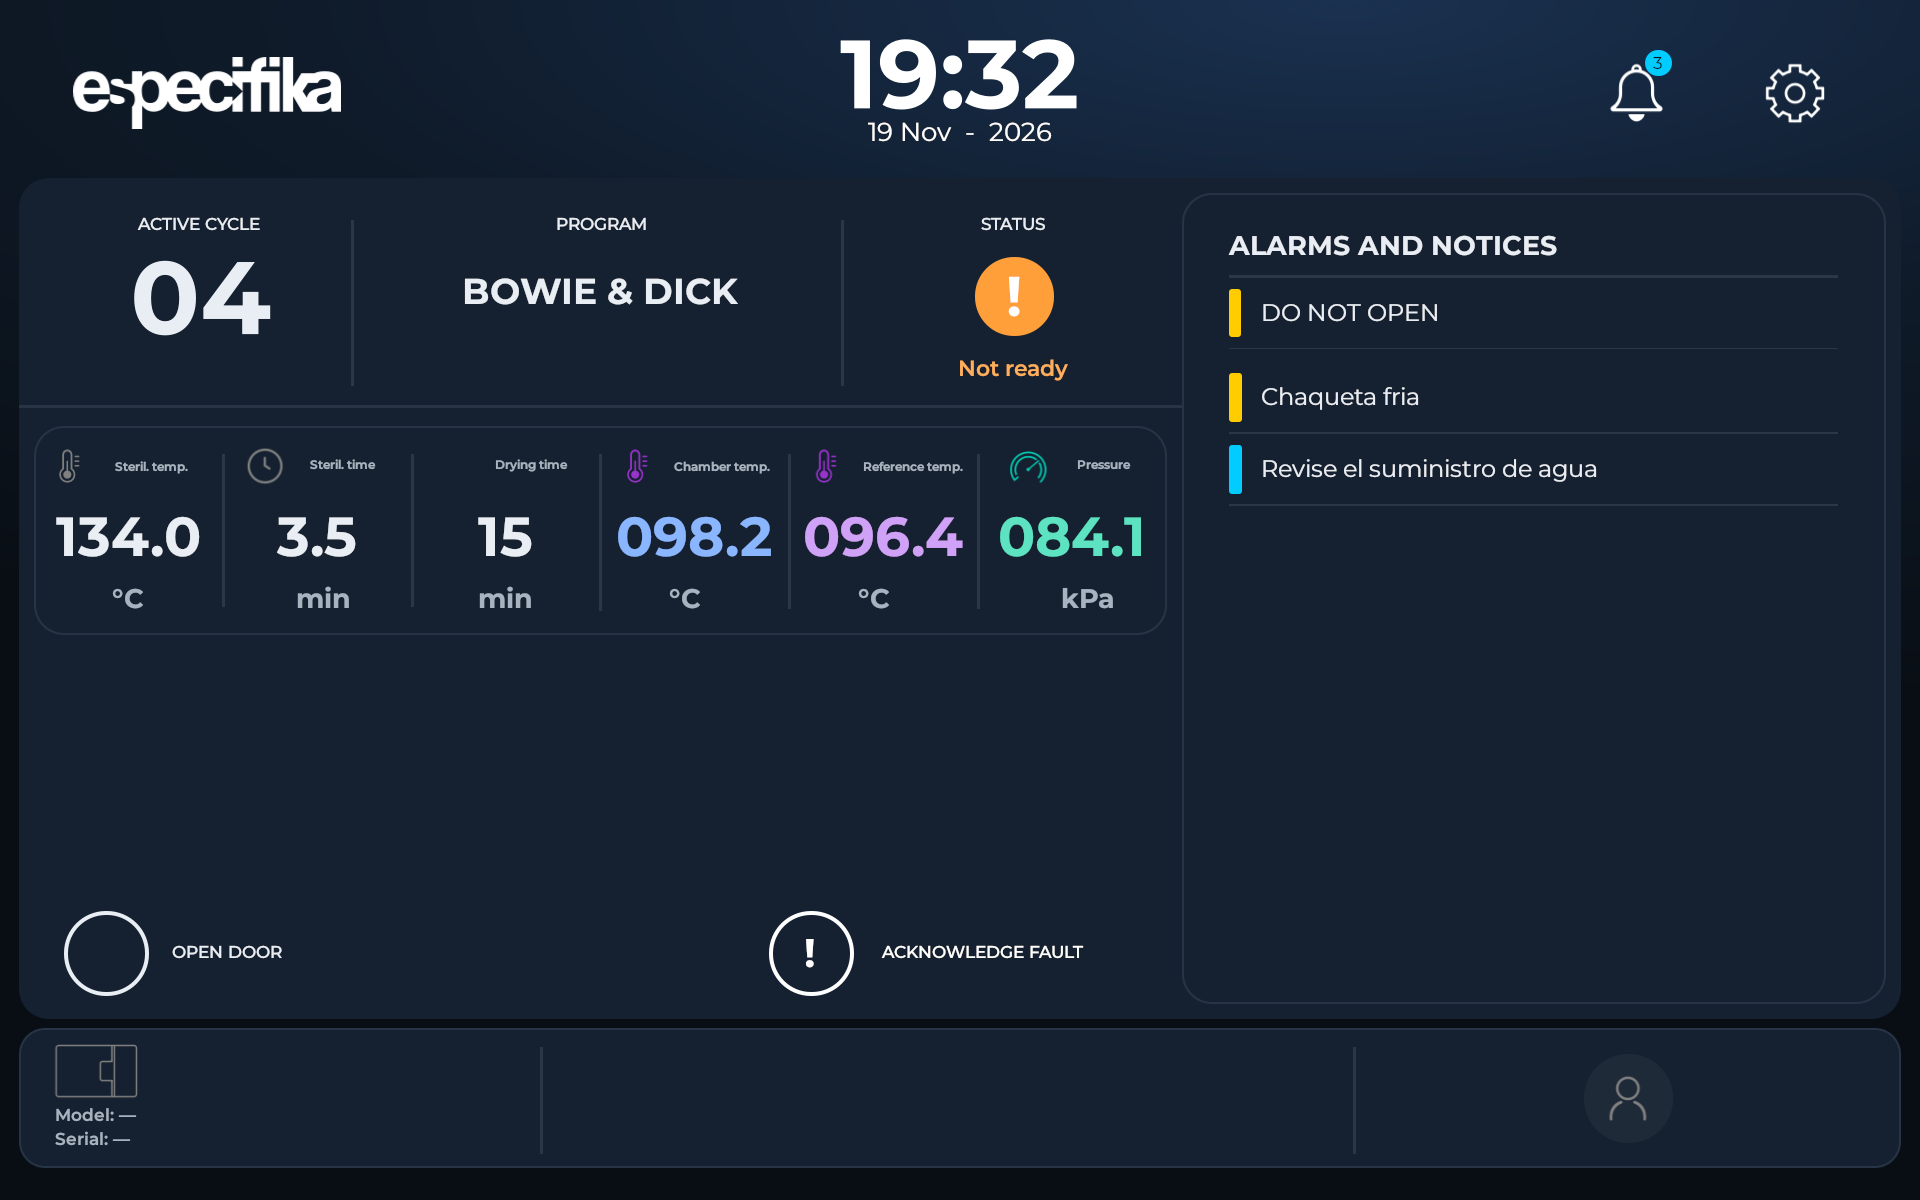 especifika
19:32
19 Nov - 2026
3
ACTIVE CYCLE
04
PROGRAM
BOWIE & DICK
STATUS
!
Not ready
ALARMS AND NOTICES
DO NOT OPEN
Chaqueta fria
Revise el suministro de agua
Steril. temp.
134.0
°C
Steril. time
3.5
min
Drying time
15
min
Chamber temp.
098.2
°C
Reference temp.
096.4
°C
Pressure
084.1
kPa
OPEN DOOR
!
ACKNOWLEDGE FAULT
Model: —
Serial: —